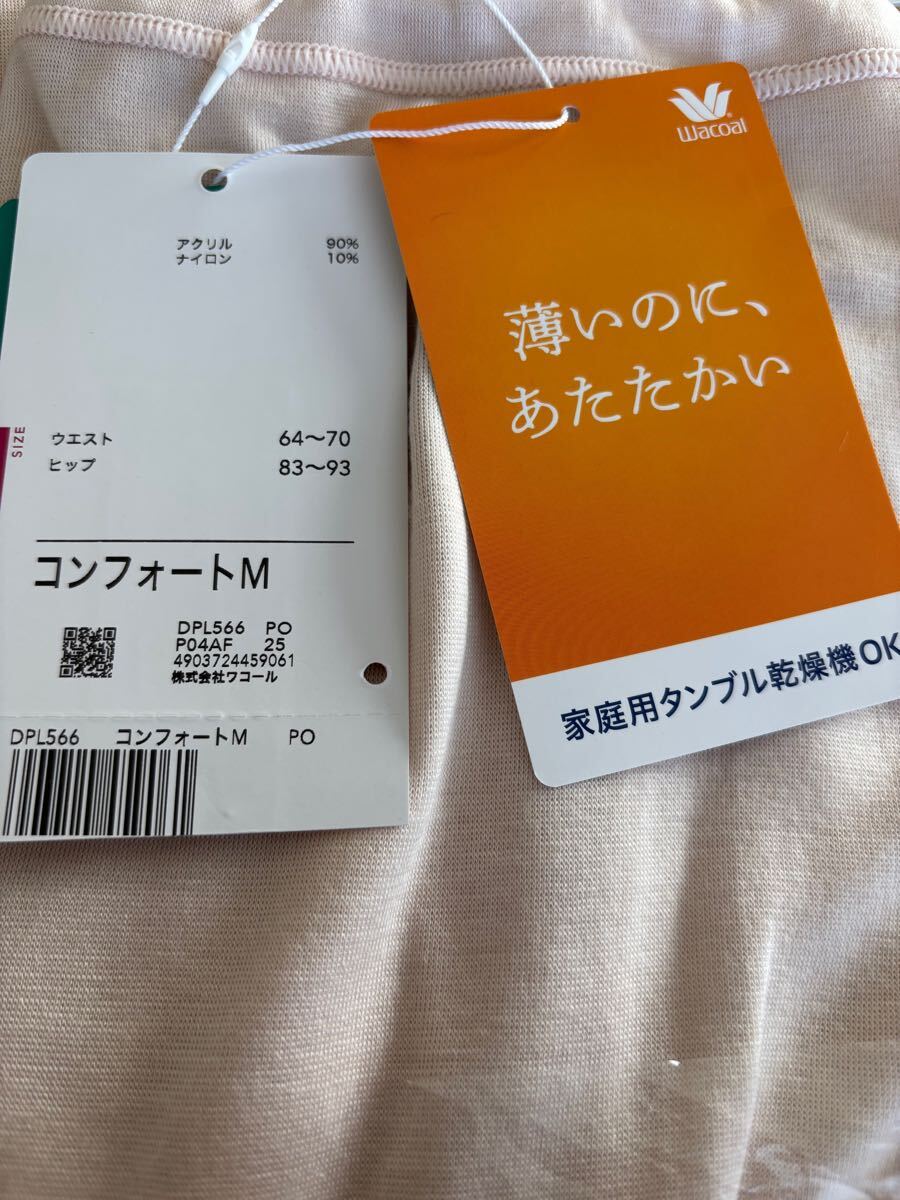 アクリル 90%
ナイロン 10%
SIZE
ウエスト 64〜70
ヒップ 83〜93
コンフォートM
DPL566 PO
P04AF 25
4903724459061
株式会社ワコール
DPL566 コンフォートM PO
Wacoal
薄いのに、
あたたかい
家庭用タンブル乾燥機OK